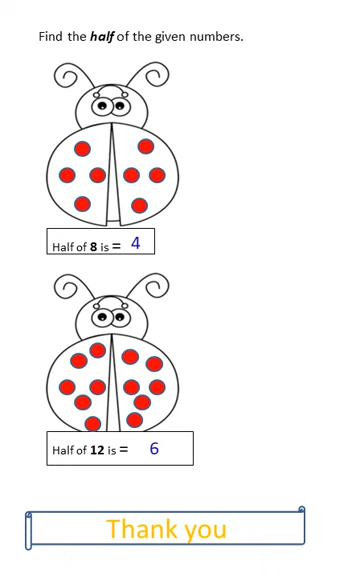 Find the half of the given numbers.
Half of 8 is = 4
Half of 12 is = 6
Thank you